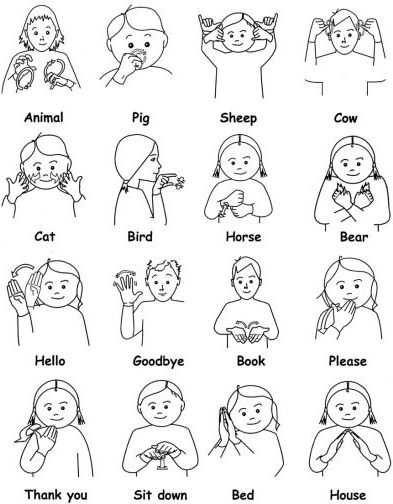 Animal Pig Sheep Cow
Cat Bird Horse Bear
Hello Goodbye Book Please
Thank you Sit down Bed House